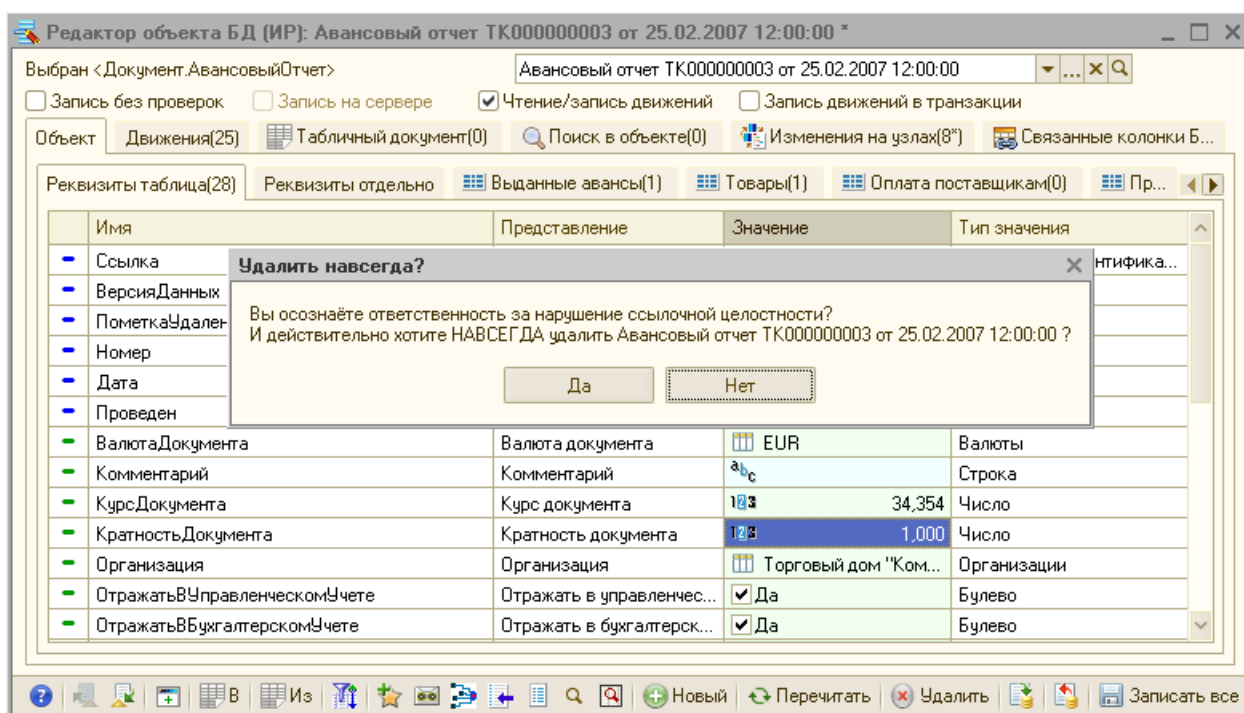 Редактор объекта БД (ИР): Авансовый отчет ТК000000003 от 25.02.2007 12:00:00 *
Выбран <Документ.АвансовыйОтчет> Авансовый отчет ТК000000003 от 25.02.2007 12:00:00 ...
Запись без проверок Запись на сервере Чтение/запись движений Запись движений в транзакции
Объект Движения(25) Табличный документ(0) Поиск в объекте(0) Изменения на узлах(8*) Связанные колонки Б...
Реквизиты таблица(28) Реквизиты отдельно Выданные авансы(1) Товары(1) Оплата поставщикам(0) Пр...
Имя Представление Значение Тип значения
Ссылка нтифика...
Удалить навсегда?
ВерсияДанных
ПометкаУдален
Вы осознаёте ответственность за нарушение ссылочной целостности?
И действительно хотите НАВСЕГДА удалить Авансовый отчет ТК000000003 от 25.02.2007 12:00:00 ?
Номер
Дата
Да Нет
Проведен
ВалютаДокумента Валюта документа EUR Валюты
Комментарий Комментарий abc Строка
КурсДокумента Курс документа 123 34,354 Число
КратностьДокумента Кратность документа 123 1,000 Число
Организация Организация Торговый дом "Ком... Организации
ОтражатьВУправленческомУчете Отражать в управленчес... Да Булево
ОтражатьВБухгалтерскомУчете Отражать в бухгалтерск... Да Булево
В Из Новый Перечитать Удалить Записать все